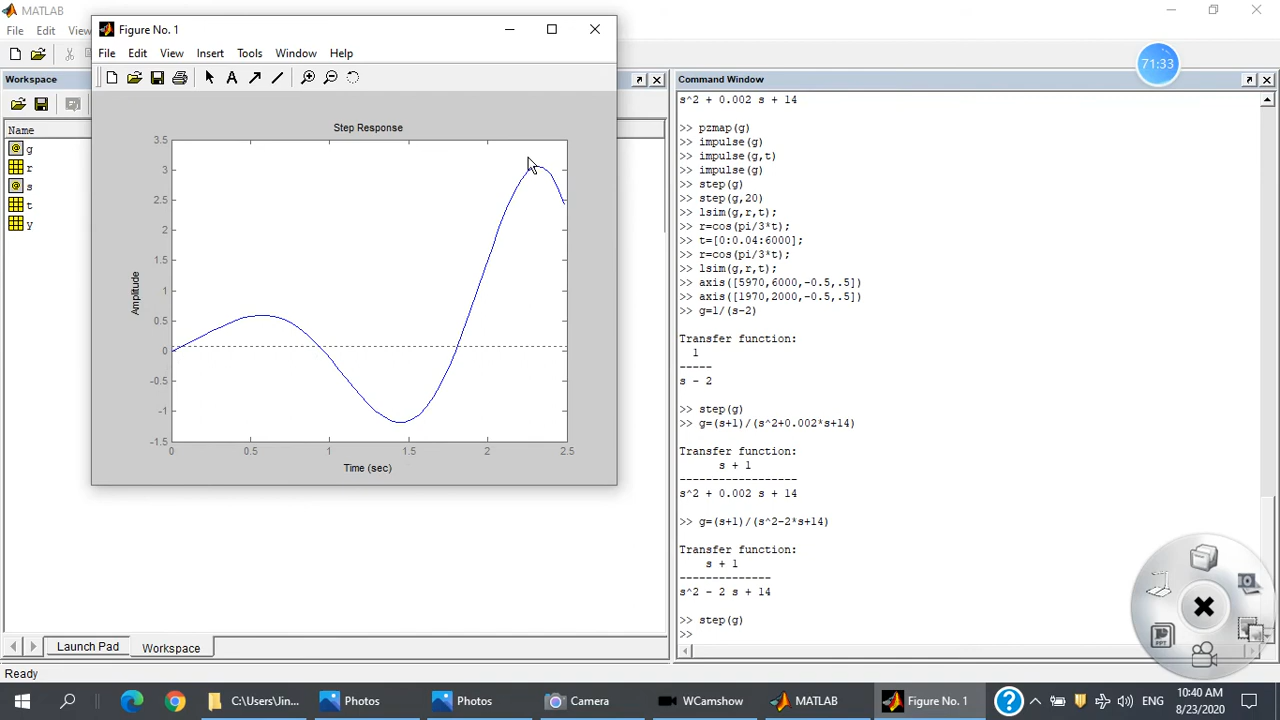 MATLAB
File Edit View
Figure No. 1
File Edit View Insert Tools Window Help
Workspace
Name
g
r
s
t
y
Step Response
3.5
3
2.5
2
1.5
1
0.5
0
-0.5
-1
-1.5
Amplitude
0 0.5 1 1.5 2 2.5
Time (sec)
Launch Pad Workspace
Ready
Command Window
71:33
s^2 + 0.002 s + 14
>> pzmap(g)
>> impulse(g)
>> impulse(g,t)
>> impulse(g)
>> step(g)
>> step(g,20)
>> lsim(g,r,t);
>> r=cos(pi/3*t);
>> t=[0:0.04:6000];
>> r=cos(pi/3*t);
>> lsim(g,r,t);
>> axis([5970,6000,-0.5,.5])
>> axis([1970,2000,-0.5,.5])
>> g=1/(s-2)
Transfer function:
1
-----
s - 2
>> step(g)
>> g=(s+1)/(s^2+0.002*s+14)
Transfer function:
s + 1
------------------
s^2 + 0.002 s + 14
>> g=(s+1)/(s^2-2*s+14)
Transfer function:
s + 1
--------------
s^2 - 2 s + 14
>> step(g)
>>
PPT
C:\Users\Jin... Photos Photos Camera WCamshow MATLAB Figure No. 1 ENG
10:40 AM
8/23/2020